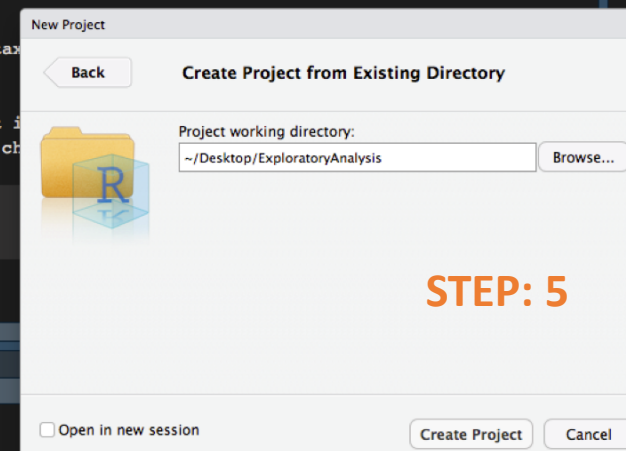 New Project
Back
Create Project from Existing Directory
Project working directory:
~/Desktop/ExploratoryAnalysis
Browse...
R
STEP: 5
Open in new session
Create Project
Cancel